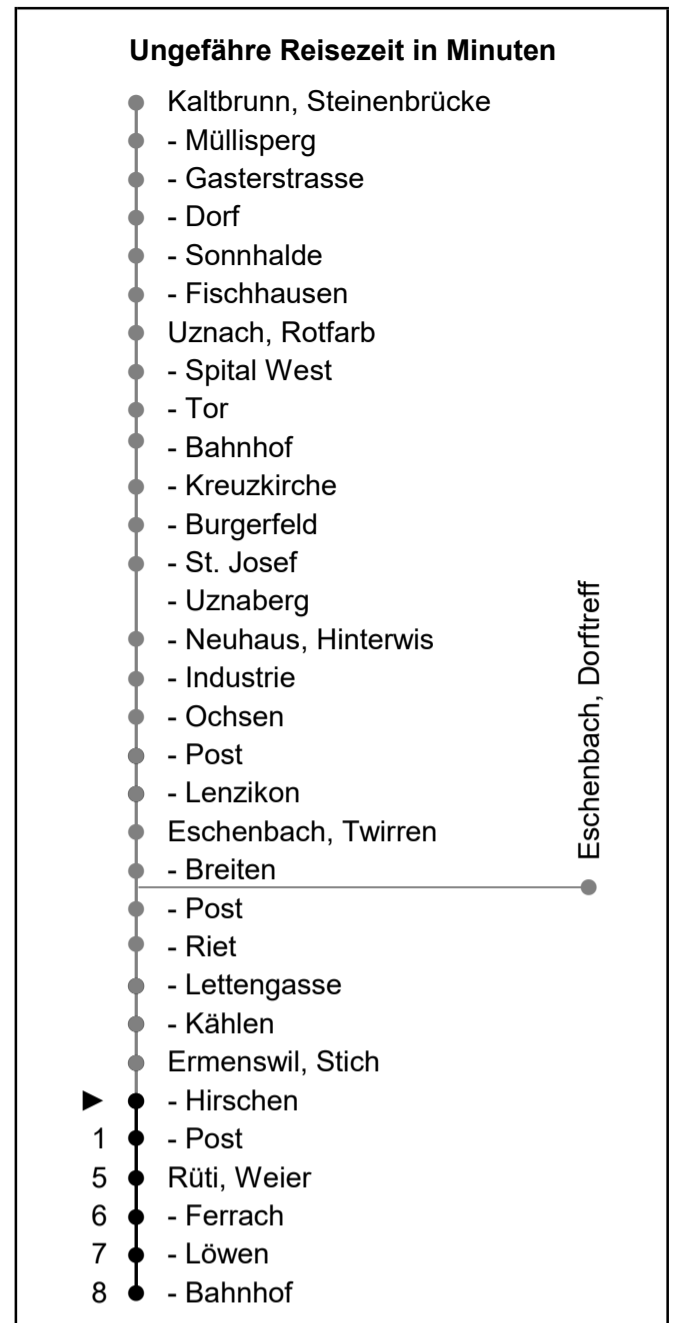 Ungefähre Reisezeit in Minuten
Kaltbrunn, Steinenbrücke
- Müllisperg
- Gasterstrasse
- Dorf
- Sonnhalde
- Fischhausen
Uznach, Rotfarb
- Spital West
- Tor
- Bahnhof
- Kreuzkirche
- Burgerfeld
- St. Josef
- Uznaberg
- Neuhaus, Hinterwis
- Industrie
- Ochsen
- Post
- Lenzikon
Eschenbach, Twirren
- Breiten
Eschenbach, Dorftreff
- Post
- Riet
- Lettengasse
- Kählen
Ermenswil, Stich
► - Hirschen
1 - Post
5 Rüti, Weier
6 - Ferrach
7 - Löwen
8 - Bahnhof